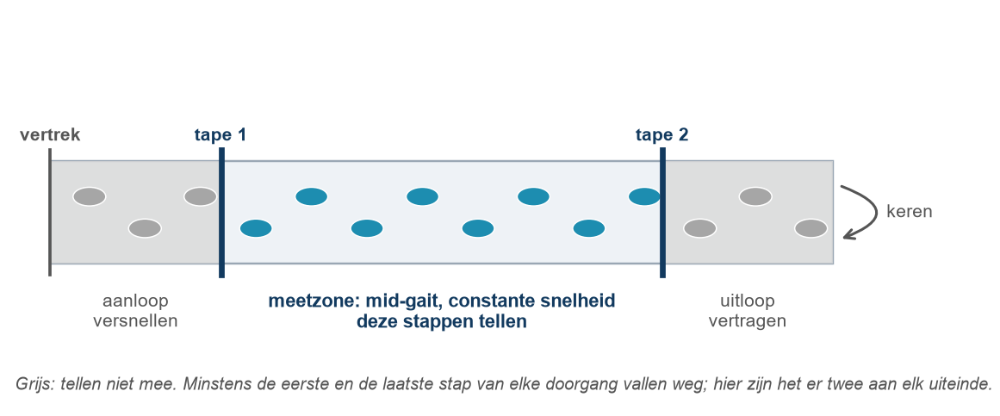 vertrek
tape 1
tape 2
keren
aanloop
versnellen
meetzone: mid-gait, constante snelheid
deze stappen tellen
uitloop
vertragen
Grijs: tellen niet mee. Minstens de eerste en de laatste stap van elke doorgang vallen weg; hier zijn het er twee aan elk uiteinde.